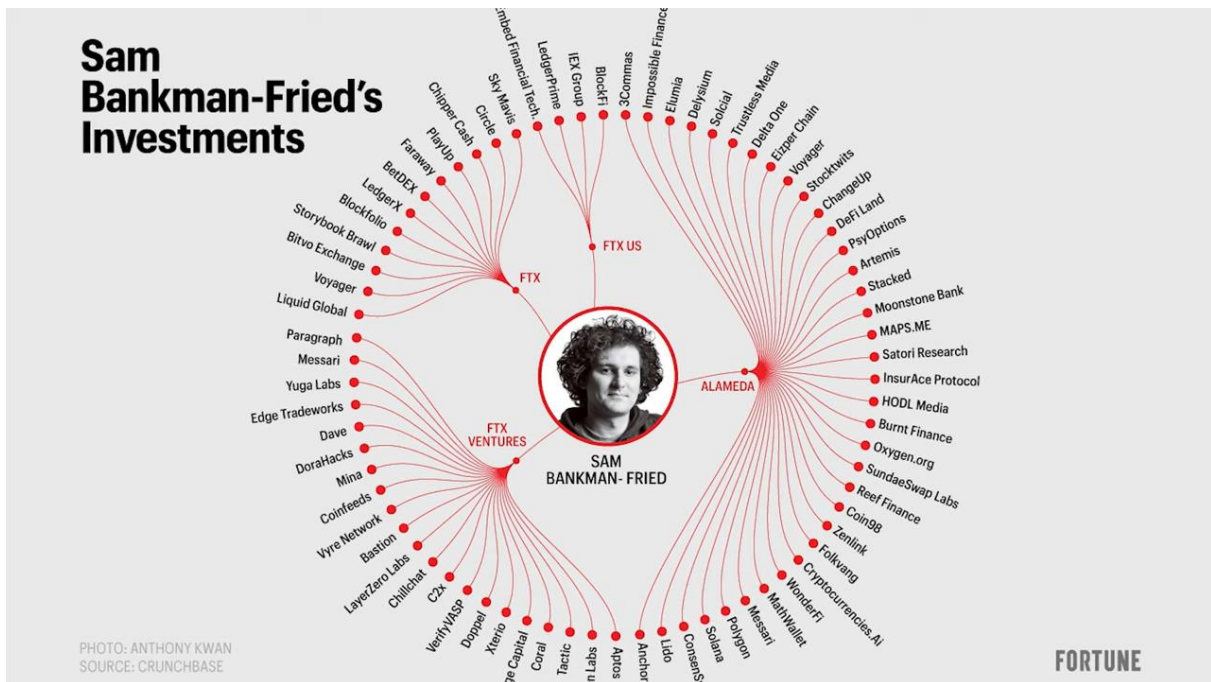 Sam
Bankman-Fried's
Investments
Embed Financial Tech.
LedgerPrime
IEX Group
BlockFi
3Commas
Impossible Finance
Elumia
Delysium
Solcial
Trustless Media
Delta One
Eizper Chain
Voyager
Stocktwits
ChangeUp
DeFi Land
PsyOptions
Artemis
Stacked
Moonstone Bank
MAPS.ME
Satori Research
InsurAce Protocol
HODL Media
Burnt Finance
Oxygen.org
SundaeSwap Labs
Reef Finance
Coin98
Zenlink
Folkvang
Cryptocurrencies.Ai
WonderFi
MathWallet
Messari
Polygon
Solana
ConsenS
Lido
Anchor
Aptos
n Labs
Tactic
Coral
ge Capital
Xterio
Doppel
VerifyVASP
C2x
Chillchat
LayerZero Labs
Bastion
Vyre Network
Coinfeeds
Mina
DoraHacks
Dave
Edge Tradeworks
Yuga Labs
Messari
Paragraph
Liquid Global
Voyager
Bitvo Exchange
Storybook Brawl
Blockfolio
LedgerX
BetDEX
Faraway
PlayUp
Chipper Cash
Circle
Sky Mavis
FTX US
FTX
ALAMEDA
FTX
VENTURES
SAM
BANKMAN- FRIED
PHOTO: ANTHONY KWAN
SOURCE: CRUNCHBASE
FORTUNE